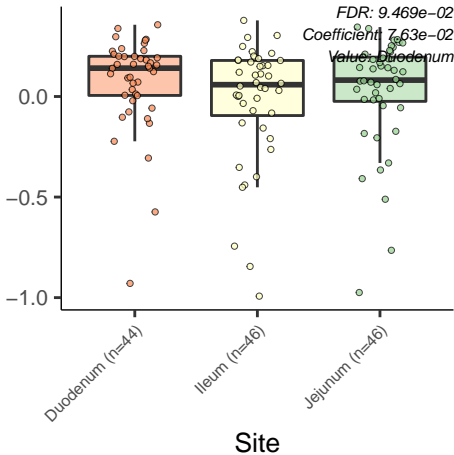 FDR: 9.469e−02
Coefficient: 7.63e−02
Value: Duodenum
0.0
−0.5
−1.0
Duodenum (n=44)
Ileum (n=46)
Jejunum (n=46)
Site